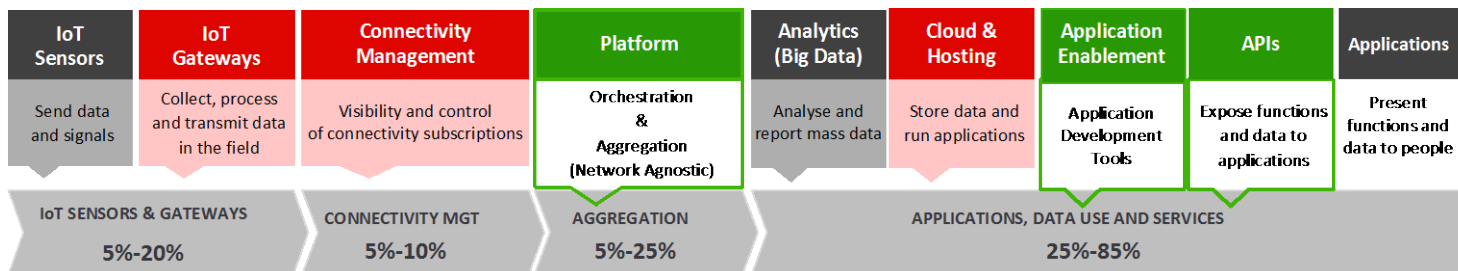 IoT
Sensors
Send data
and signals
IoT
Gateways
Collect, process
and transmit data
in the field
Connectivity
Management
Visibility and control
of connectivity subscriptions
Platform
Orchestration
&
Aggregation
(Network Agnostic)
Analytics
(Big Data)
Analyse and
report mass data
Cloud &
Hosting
Store data and
run applications
Application
Enablement
Application
Development
Tools
APIs
Expose functions
and data to
applications
Applications
Present
functions and
data to people
IoT SENSORS & GATEWAYS
5%-20%
CONNECTIVITY MGT
5%-10%
AGGREGATION
5%-25%
APPLICATIONS, DATA USE AND SERVICES
25%-85%